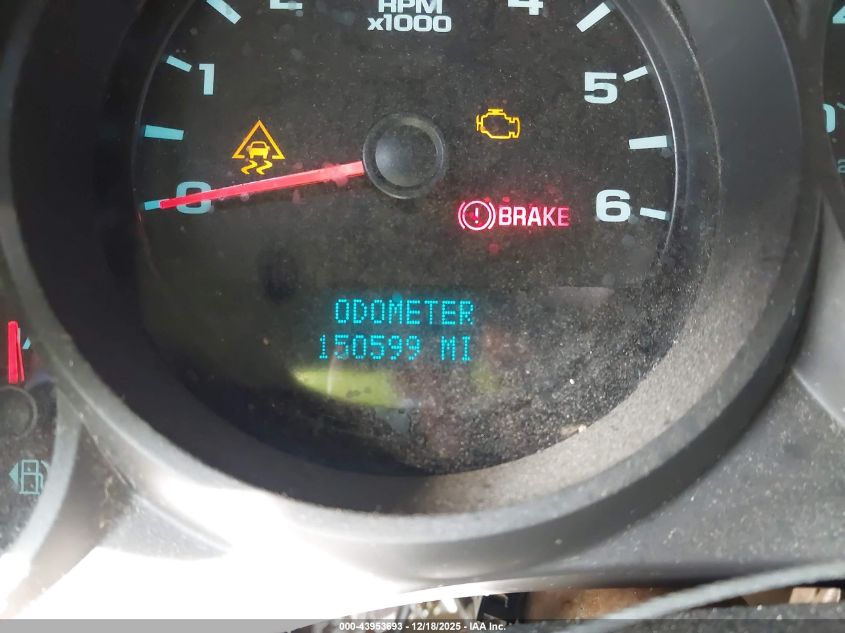 RPM
x1000
2
4
1
5
0
6
BRAKE
ODOMETER
150599 MI
000-43953693 - 12/18/2025 - IAA Inc.